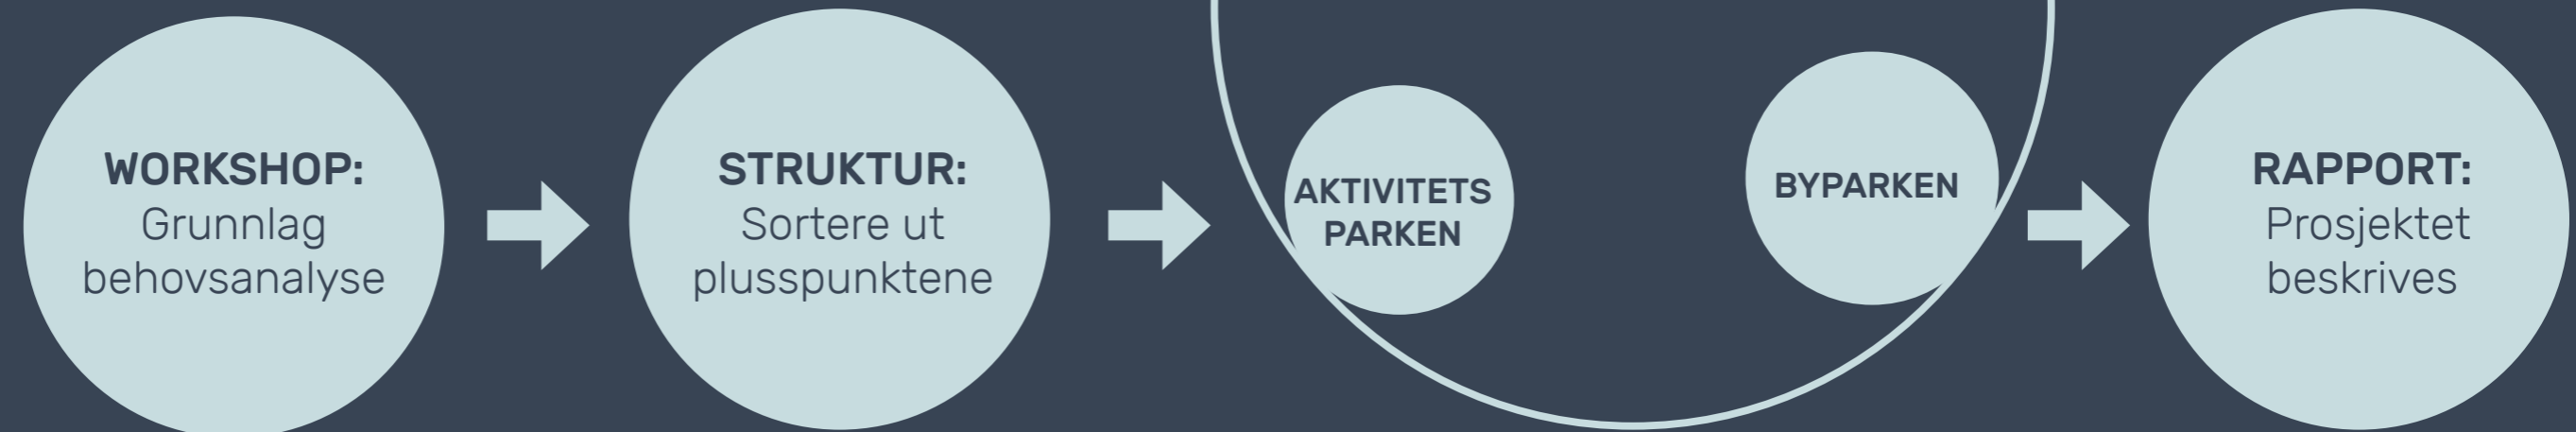 WORKSHOP:
Grunnlag
behovsanalyse
STRUKTUR:
Sortere ut
plusspunktene
AKTIVITETS
PARKEN
BYPARKEN
RAPPORT:
Prosjektet
beskrives